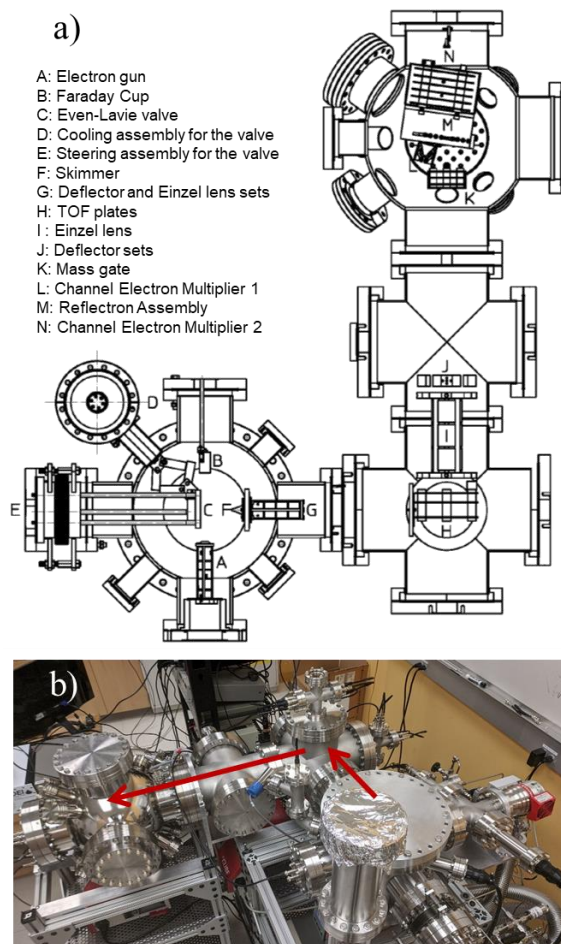 a)
A: Electron gun
B: Faraday Cup
C: Even-Lavie valve
D: Cooling assembly for the valve
E: Steering assembly for the valve
F: Skimmer
G: Deflector and Einzel lens sets
H: TOF plates
I : Einzel lens
J: Deflector sets
K: Mass gate
L: Channel Electron Multiplier 1
M: Reflectron Assembly
N: Channel Electron Multiplier 2
N
M
L
K
J
I
D
B
E
C
F
G
H
A
b)